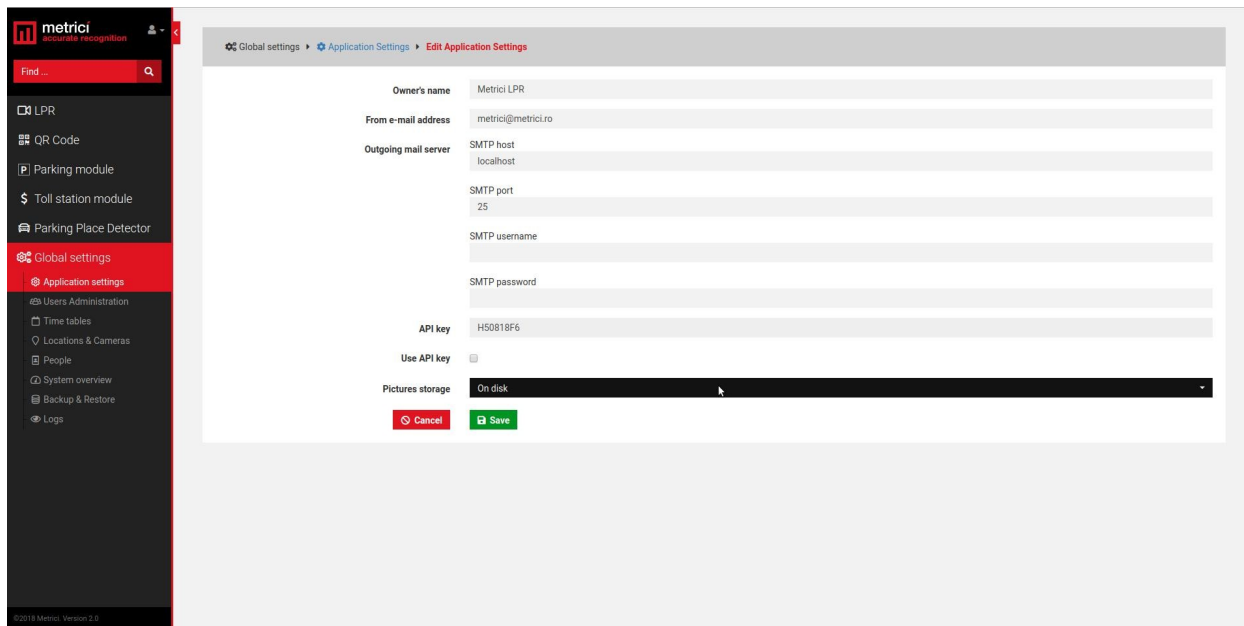 metrici
accurate recognition
Find ...
LPR
QR Code
Parking module
Toll station module
Parking Place Detector
Global settings
Application settings
Users Administration
Time tables
Locations & Cameras
People
System overview
Backup & Restore
Logs
©2018 Metrici. Version 2.0
Global settings Application Settings Edit Application Settings
Owner's name Metrici LPR
From e-mail address metrici@metrici.ro
Outgoing mail server SMTP host
localhost
SMTP port
25
SMTP username
SMTP password
API key H50818F6
Use API key
Pictures storage On disk
Cancel Save